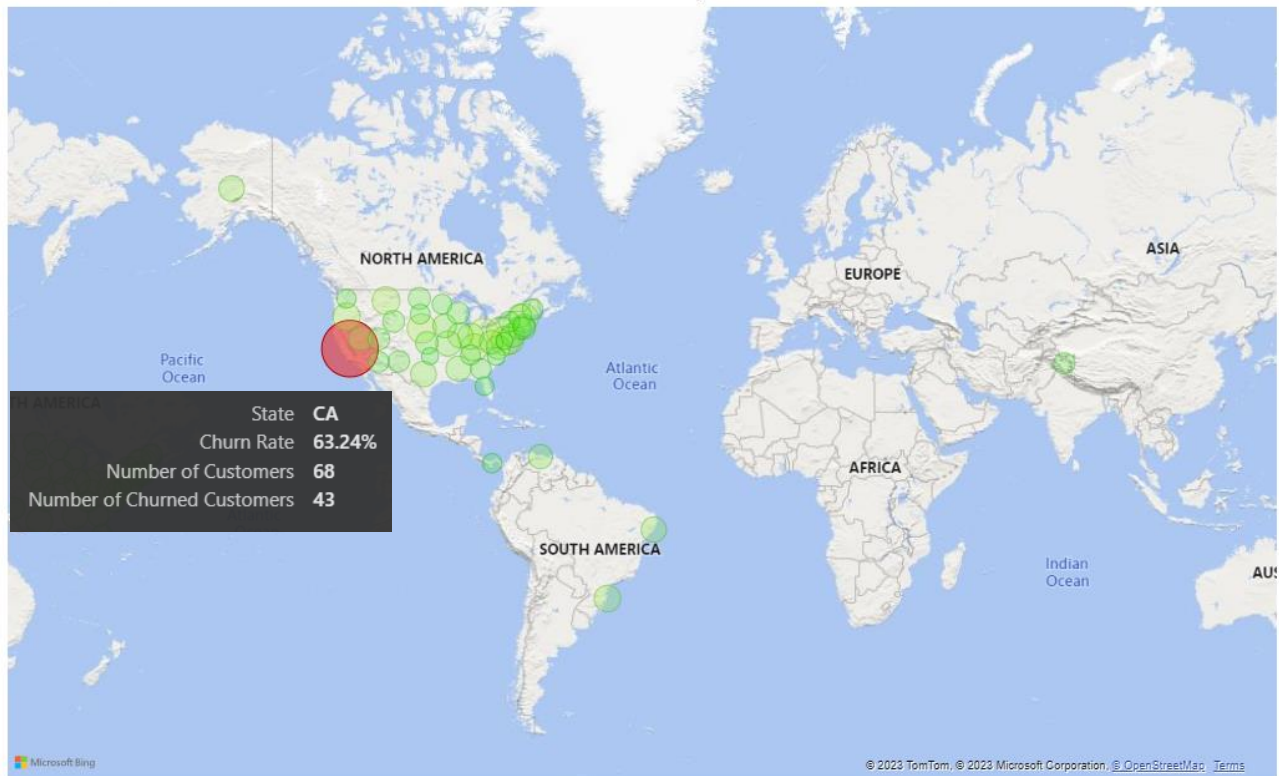 NORTH AMERICA
ASIA
EUROPE
Pacific
Ocean
Atlantic
Ocean
TH AMERICA
State CA
Churn Rate 63.24%
Number of Customers 68
Number of Churned Customers 43
AFRICA
SOUTH AMERICA
Indian
Ocean
AUS
Microsoft Bing
© 2023 TomTom, © 2023 Microsoft Corporation, © OpenStreetMap Terms